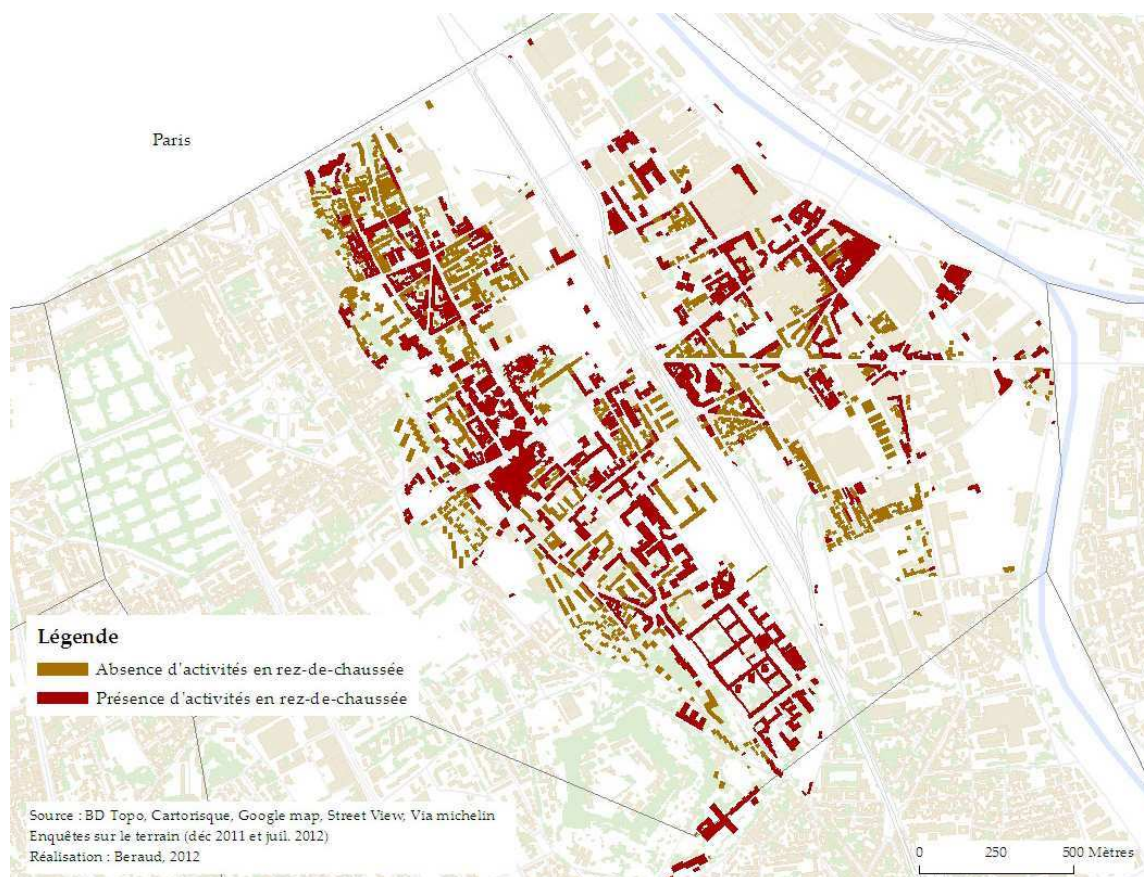 Paris
Légende
Absence d'activités en rez-de-chaussée
Présence d'activités en rez-de-chaussée
Source : BD Topo, Cartorisque, Google map, Street View, Via michelin
Enquêtes sur le terrain (déc 2011 et juil. 2012)
Réalisation : Beraud, 2012
0 250 500 Mètres